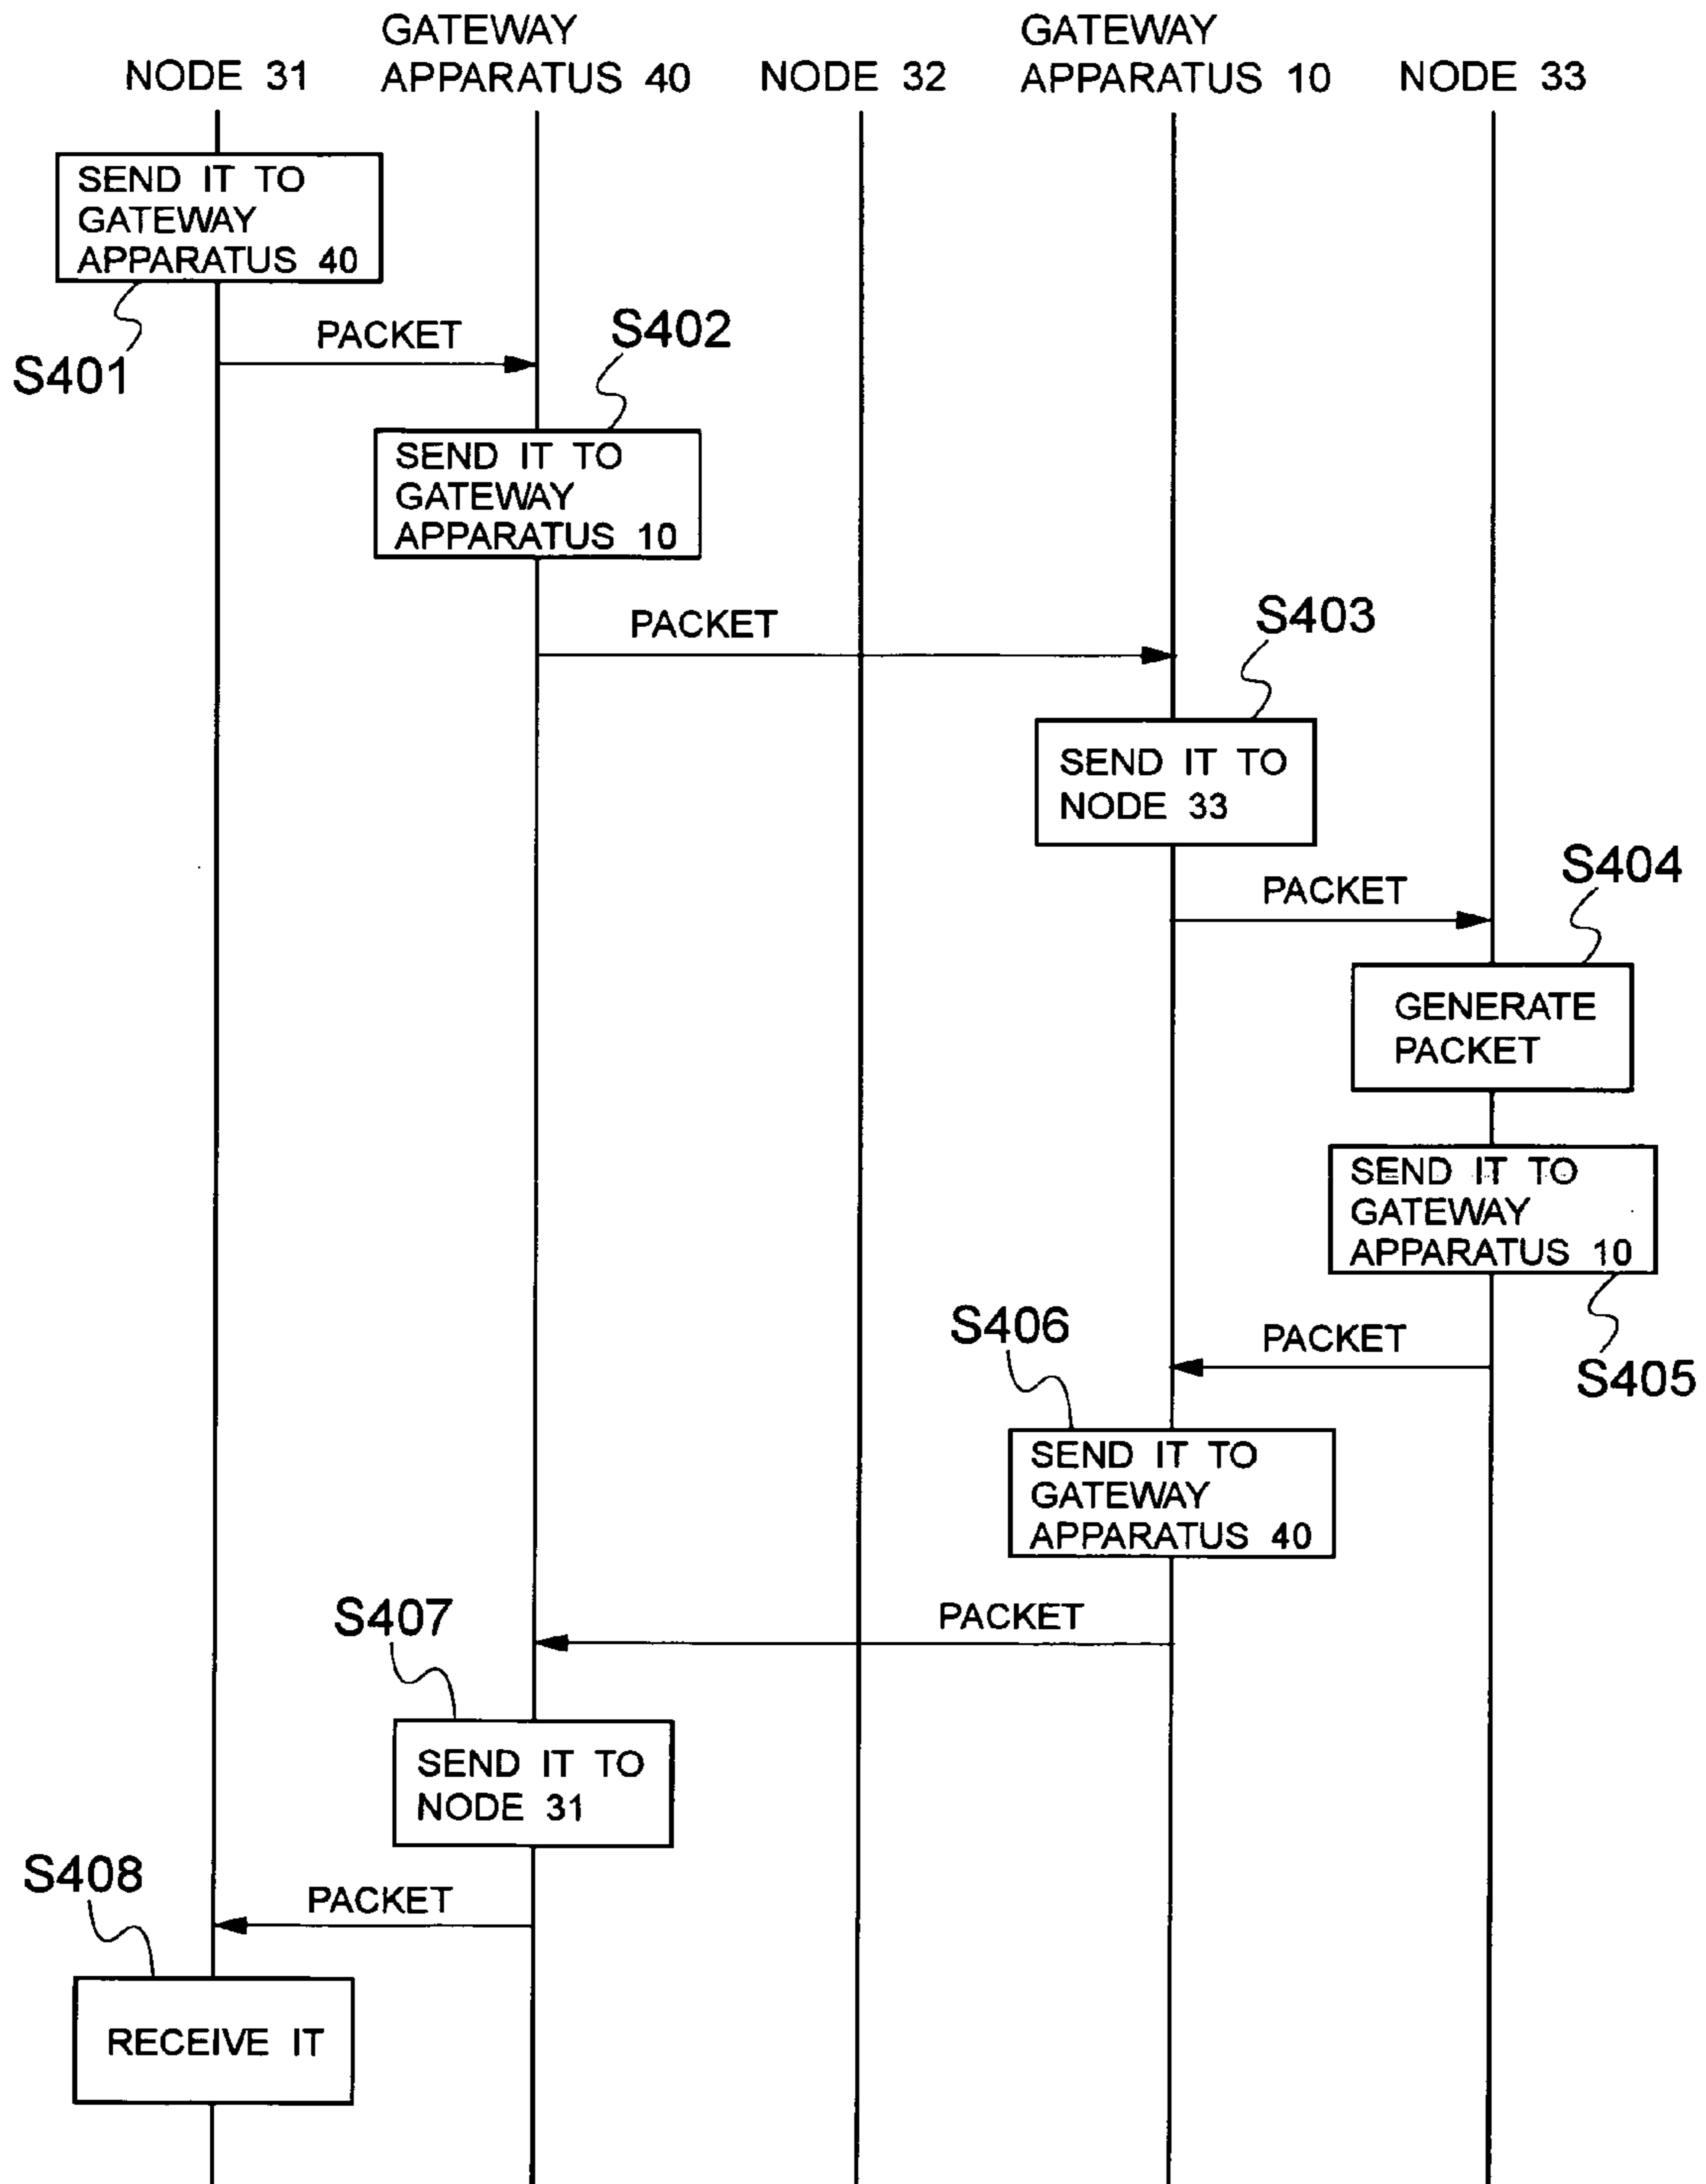 GATEWAY
GATEWAY
NODE 31
APPARATUS 40
NODE 32
APPARATUS 10
NODE 33
SEND IT TO
GATEWAY
APPARATUS 40
S401
PACKET
S402
SEND IT TO
GATEWAY
APPARATUS 10
PACKET
S403
SEND IT TO
NODE 33
PACKET
S404
GENERATE
PACKET
SEND IT TO
GATEWAY
APPARATUS 10
S405
PACKET
S406
SEND IT TO
GATEWAY
APPARATUS 40
PACKET
S407
SEND IT TO
NODE 31
PACKET
S408
RECEIVE IT